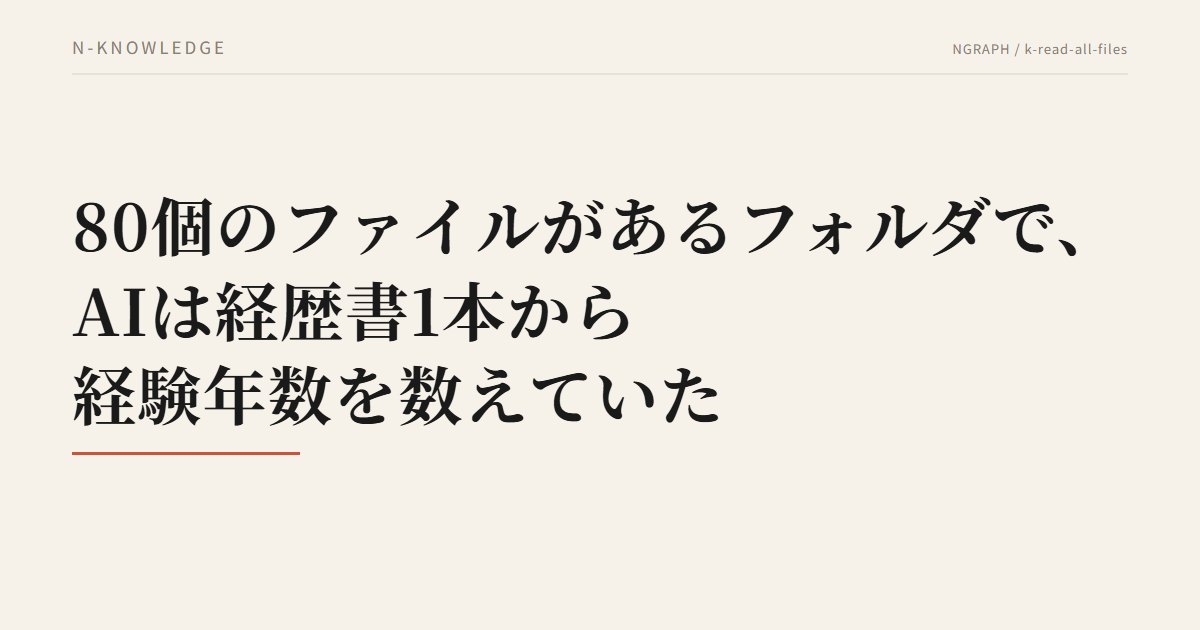 N-KNOWLEDGE
NGRAPH / k-read-all-files
80個のファイルがあるフォルダで、
AIは経歴書1本から
経験年数を数えていた